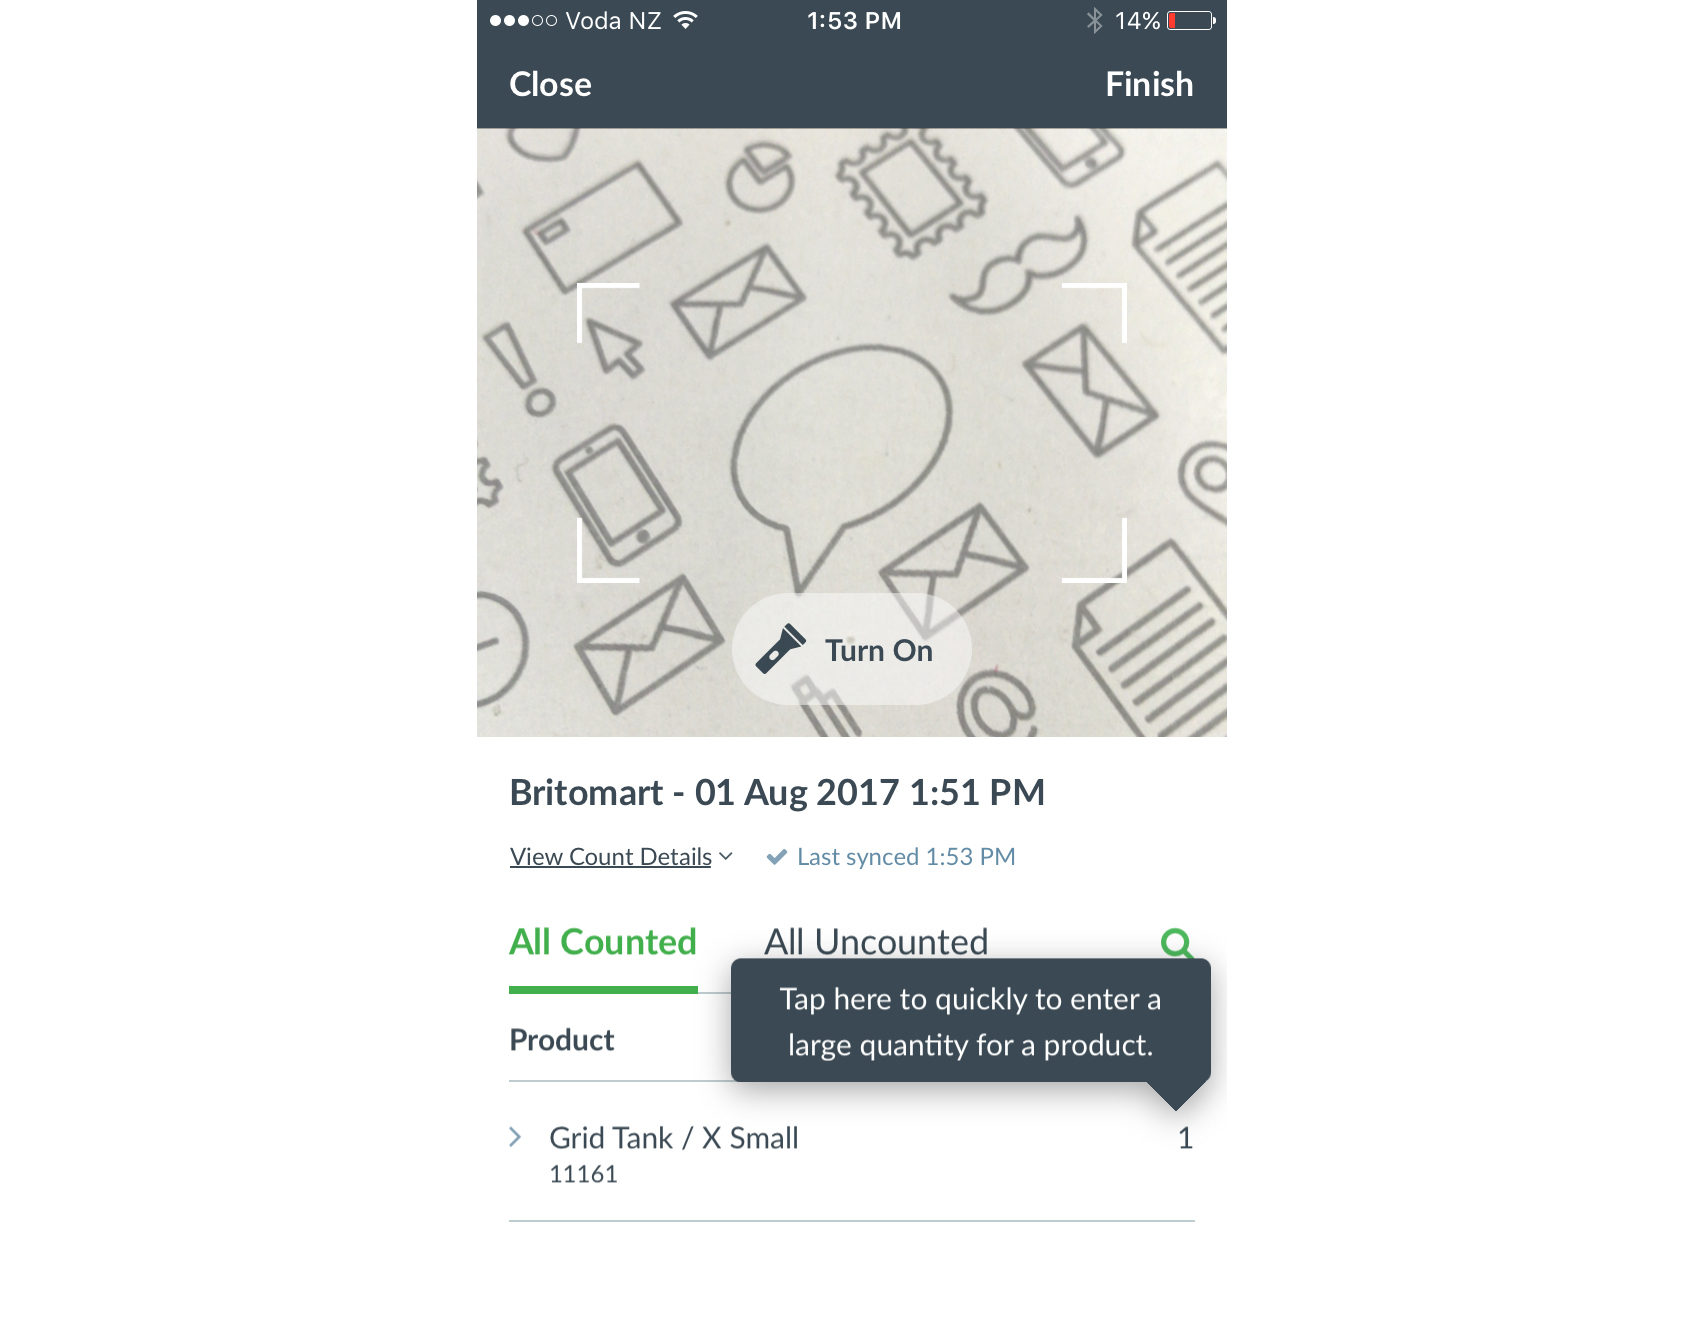 Voda NZ 1:53 PM 14%
Close Finish
Turn On
Britomart - 01 Aug 2017 1:51 PM
View Count Details Last synced 1:53 PM
All Counted All Uncounted
Tap here to quickly to enter a
large quantity for a product.
Product
Grid Tank / X Small 1
11161